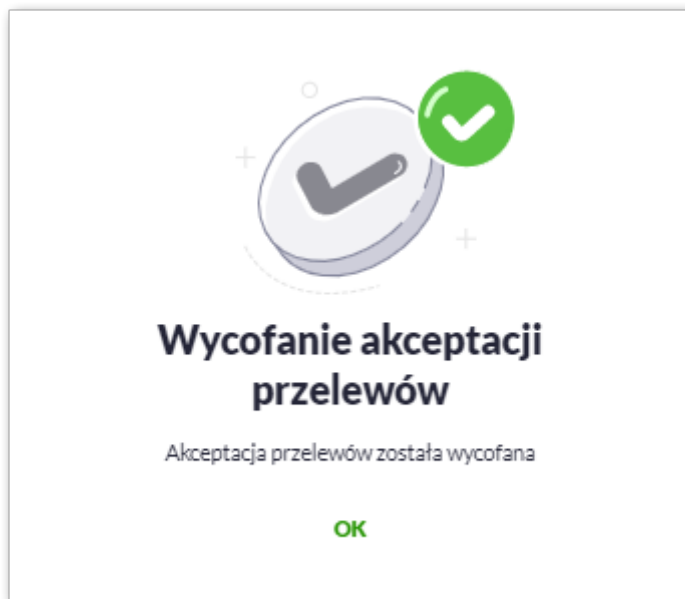 Wycofanie akceptacji
przelewów
Akceptacja przelewów została wycofana
OK